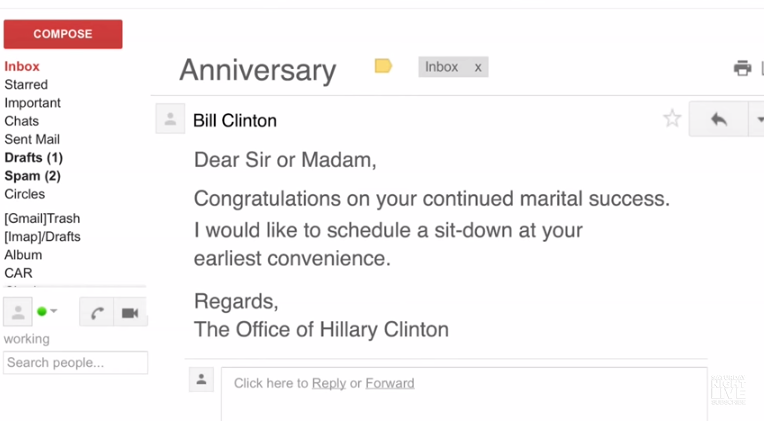 COMPOSE
Inbox
Starred
Important
Chats
Sent Mail
Drafts (1)
Spam (2)
Circles
[Gmail]Trash
[Imap]/Drafts
Album
CAR
working
Search people...
Anniversary
Inbox x
Bill Clinton
Dear Sir or Madam,
Congratulations on your continued marital success.
I would like to schedule a sit-down at your
earliest convenience.
Regards,
The Office of Hillary Clinton
Click here to Reply or Forward
LIVE